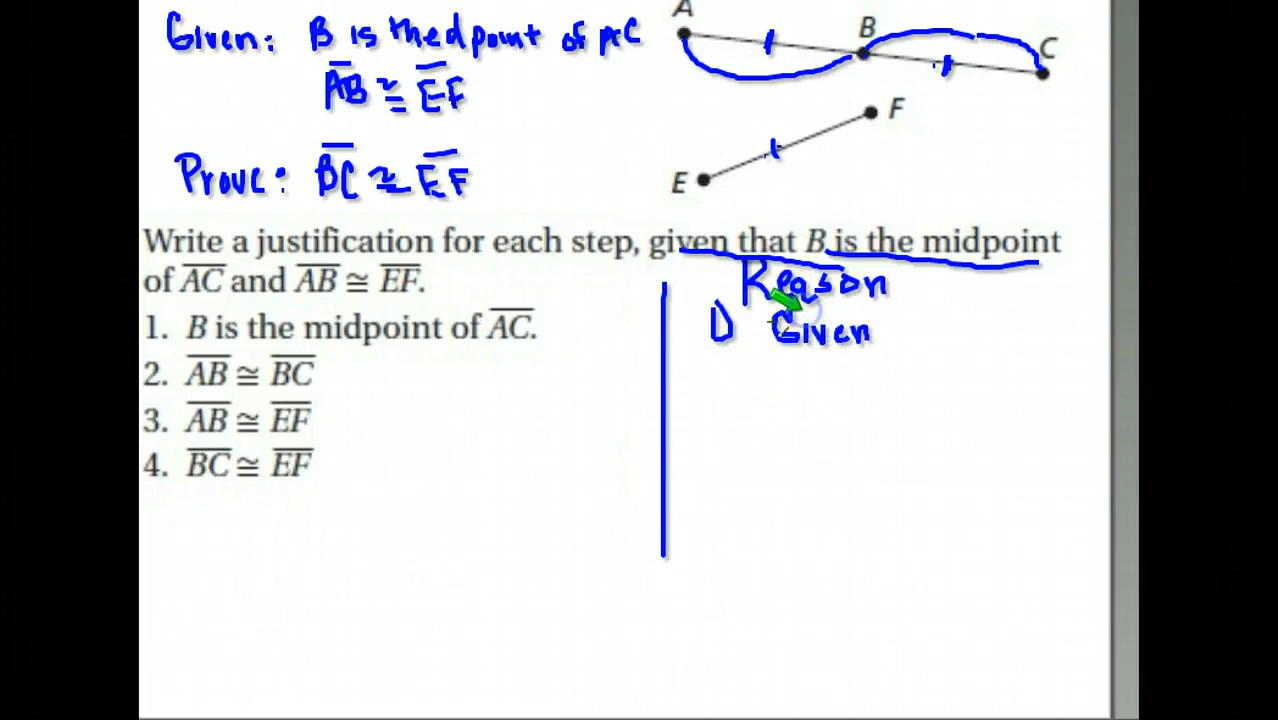 Given: B is the dpoint of AC
AB ≅ EF
Prove: BC ≅ EF
A
B
C
F
E
Write a justification for each step, given that B is the midpoint
of AC and AB ≅ EF.
Reason
1. B is the midpoint of AC.
1) Given
2. AB ≅ BC
3. AB ≅ EF
4. BC ≅ EF